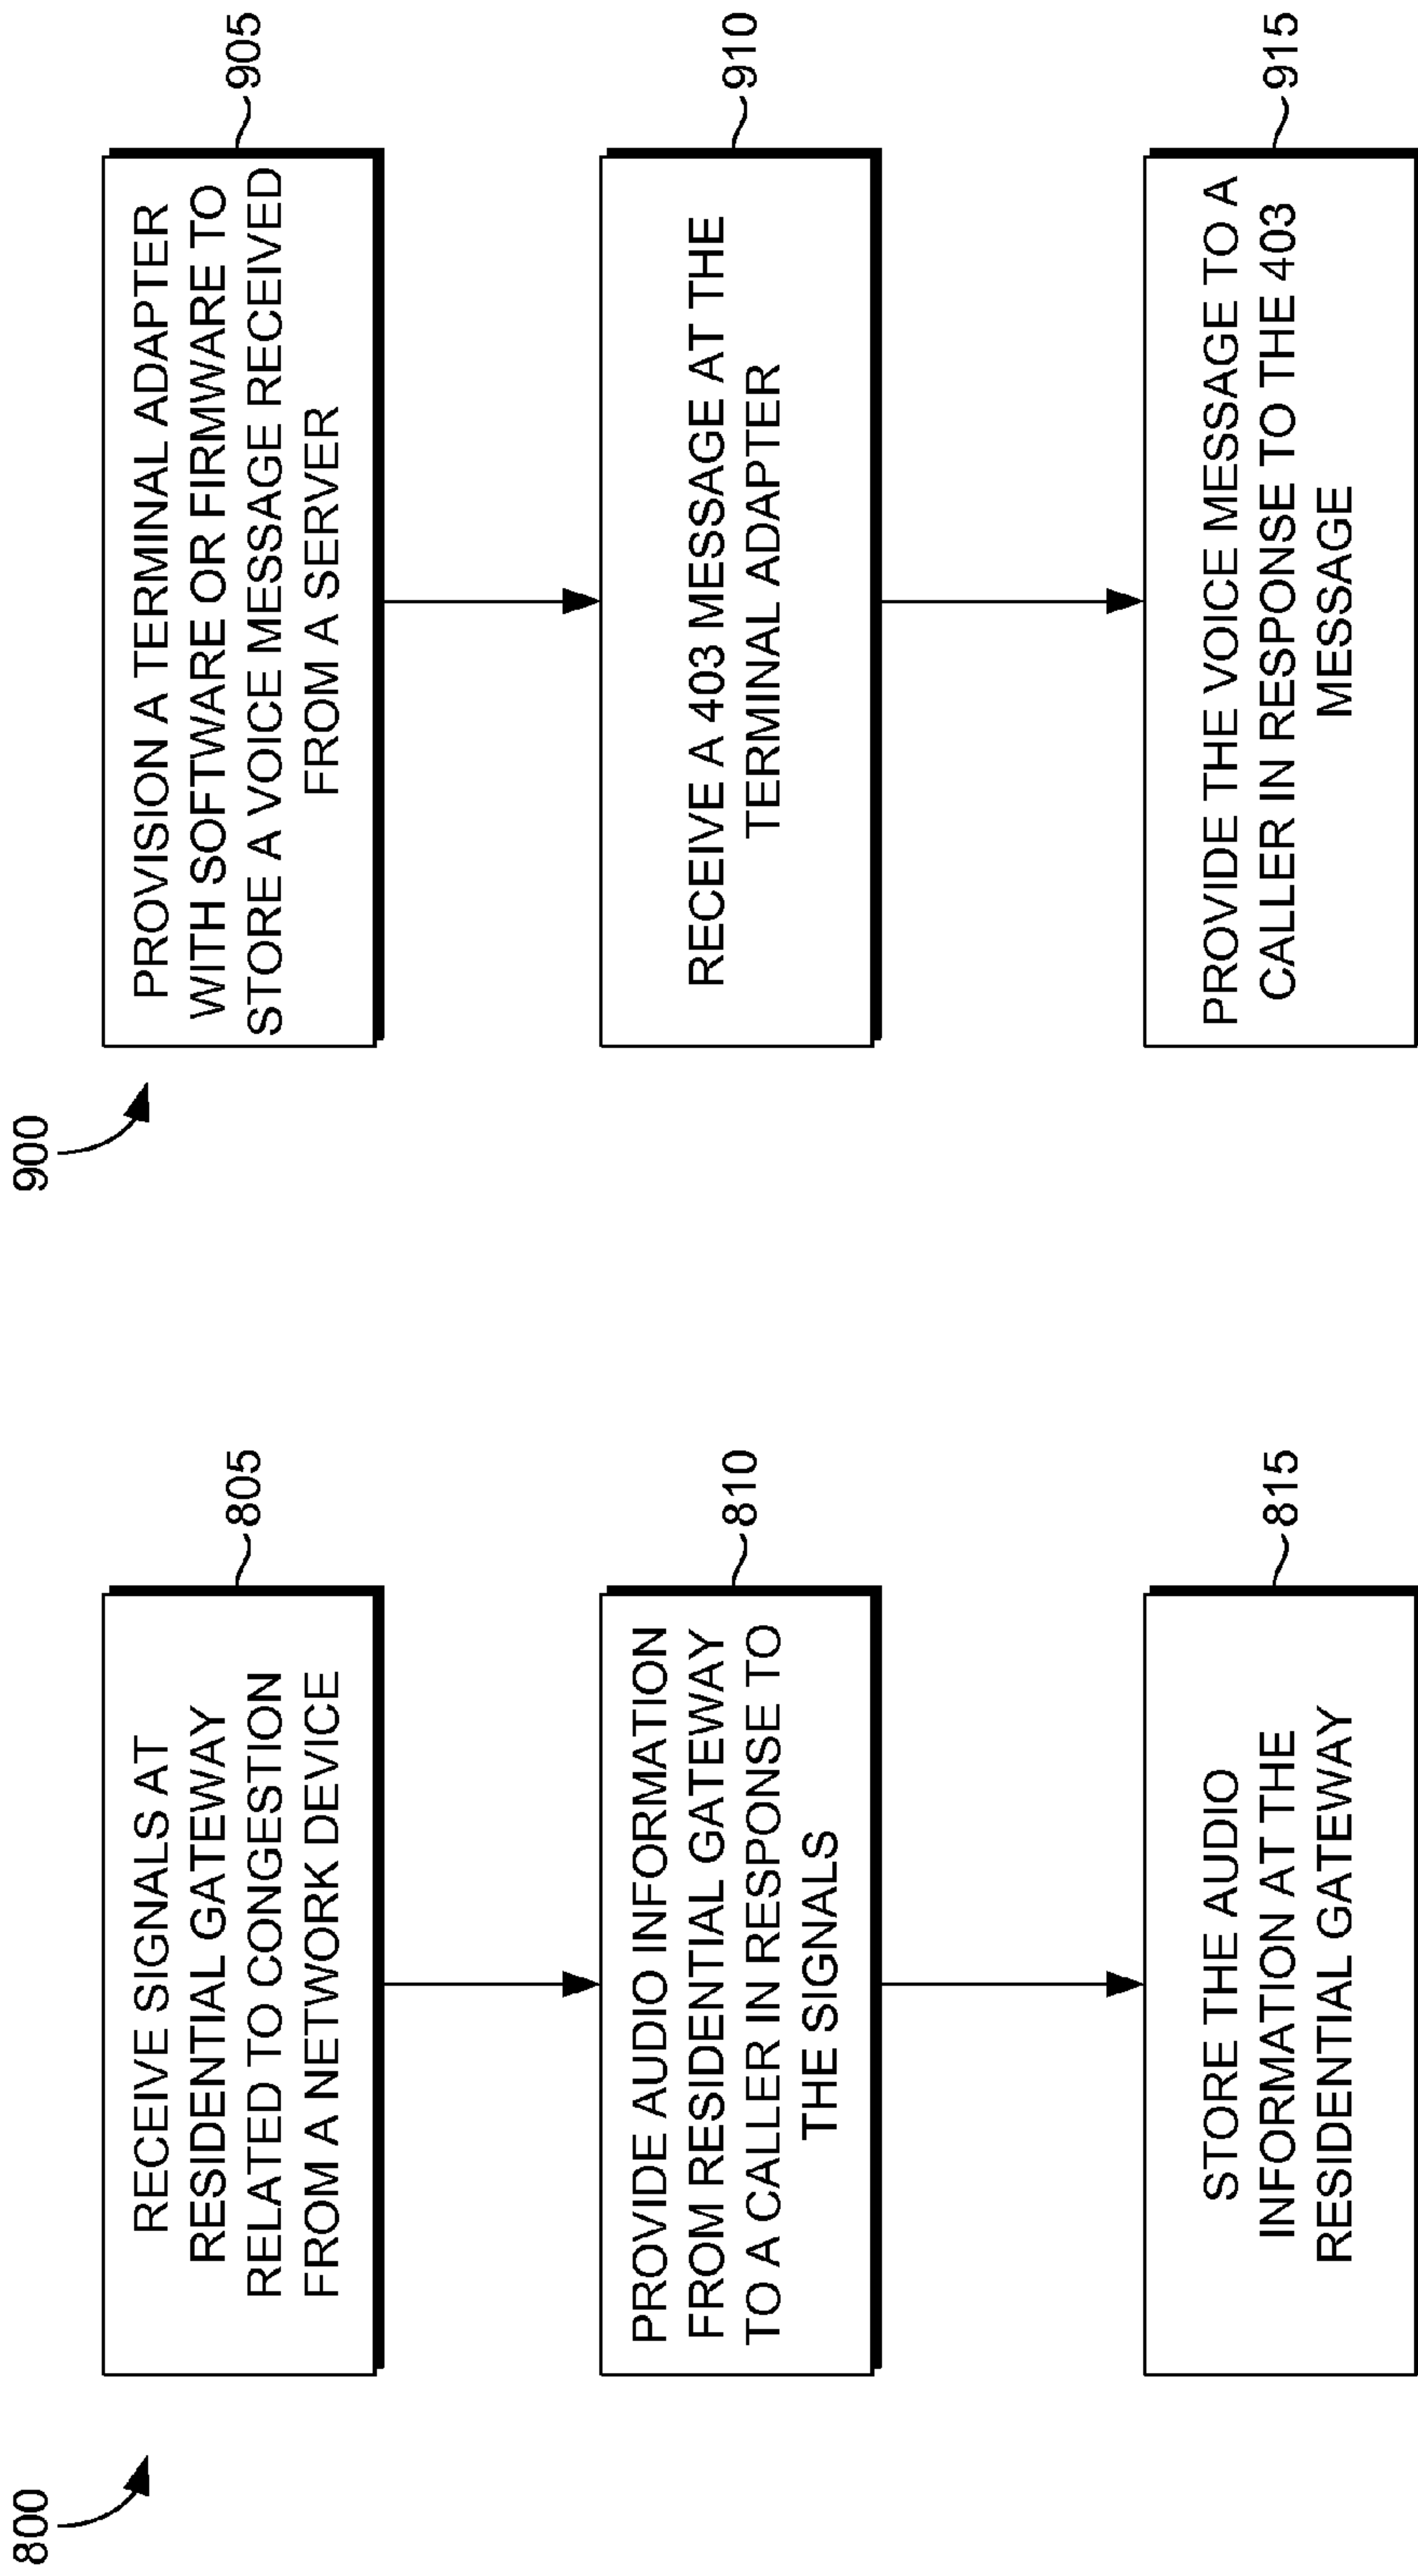 800
RECEIVE SIGNALS AT
RESIDENTIAL GATEWAY
RELATED TO CONGESTION
FROM A NETWORK DEVICE
805
PROVIDE AUDIO INFORMATION
FROM RESIDENTIAL GATEWAY
TO A CALLER IN RESPONSE TO
THE SIGNALS
810
STORE THE AUDIO
INFORMATION AT THE
RESIDENTIAL GATEWAY
815
900
PROVISION A TERMINAL ADAPTER
WITH SOFTWARE OR FIRMWARE TO
STORE A VOICE MESSAGE RECEIVED
FROM A SERVER
905
RECEIVE A 403 MESSAGE AT THE
TERMINAL ADAPTER
910
PROVIDE THE VOICE MESSAGE TO A
CALLER IN RESPONSE TO THE 403
MESSAGE
915